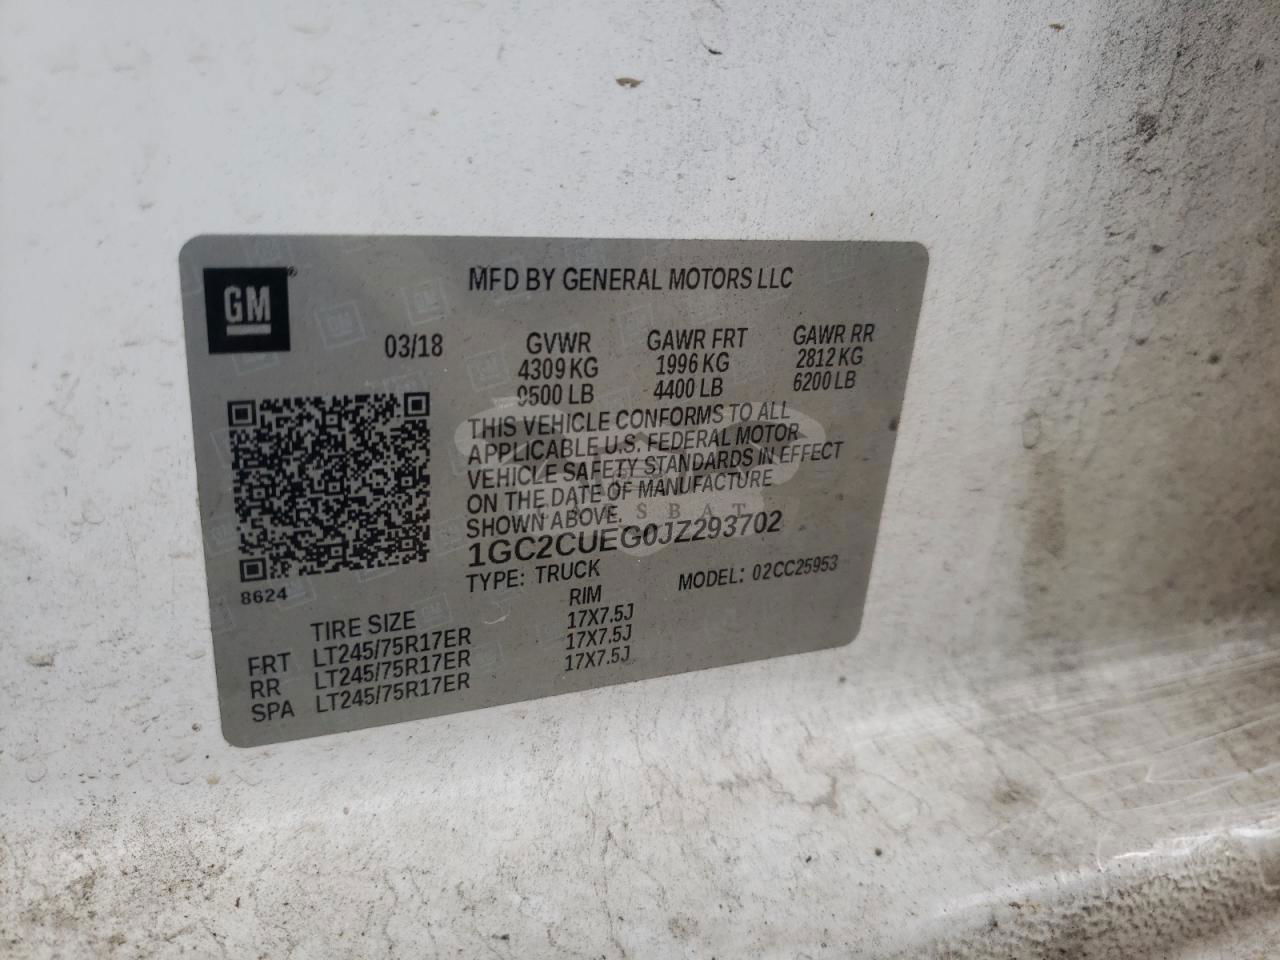 GM®
MFD BY GENERAL MOTORS LLC
03/18
GVWR GAWR FRT GAWR RR
4309 KG 1996 KG 2812 KG
9500 LB 4400 LB 6200 LB
THIS VEHICLE CONFORMS TO ALL
APPLICABLE U.S. FEDERAL MOTOR
VEHICLE SAFETY STANDARDS IN EFFECT
ON THE DATE OF MANUFACTURE
SHOWN ABOVE.
1GC2CUEG0JZ293702
TYPE: TRUCK MODEL: 02CC25953
8624
TIRE SIZE RIM
FRT LT245/75R17ER 17X7.5J
RR LT245/75R17ER 17X7.5J
SPA LT245/75R17ER 17X7.5J